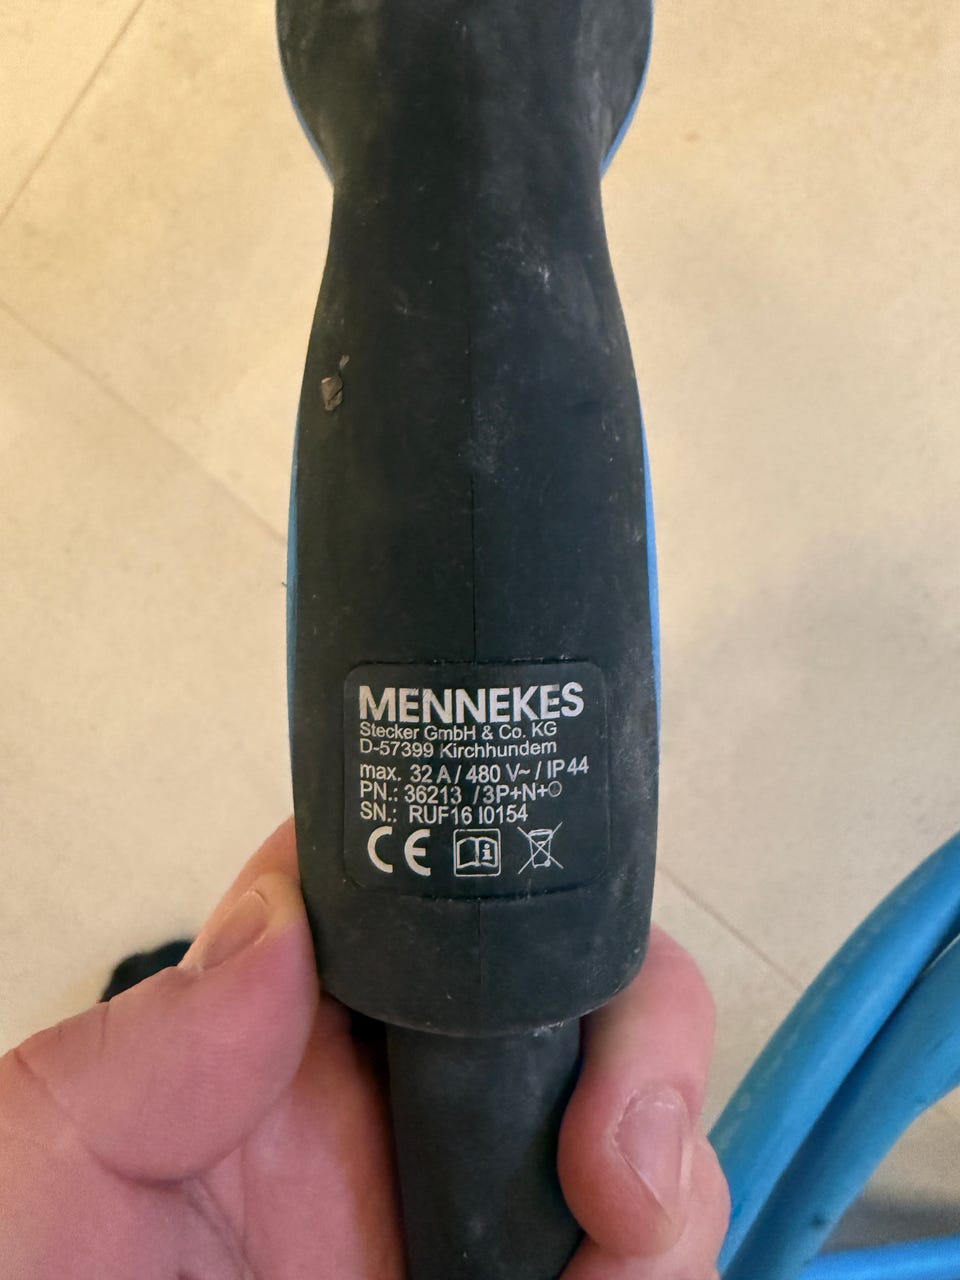 MENNEKES
Stecker GmbH & Co. KG
D-57399 Kirchhundem
max. 32 A / 480 V~ / IP 44
PN.: 36213 / 3P+N+⏚
SN.: RUF16 I0154
CE
i